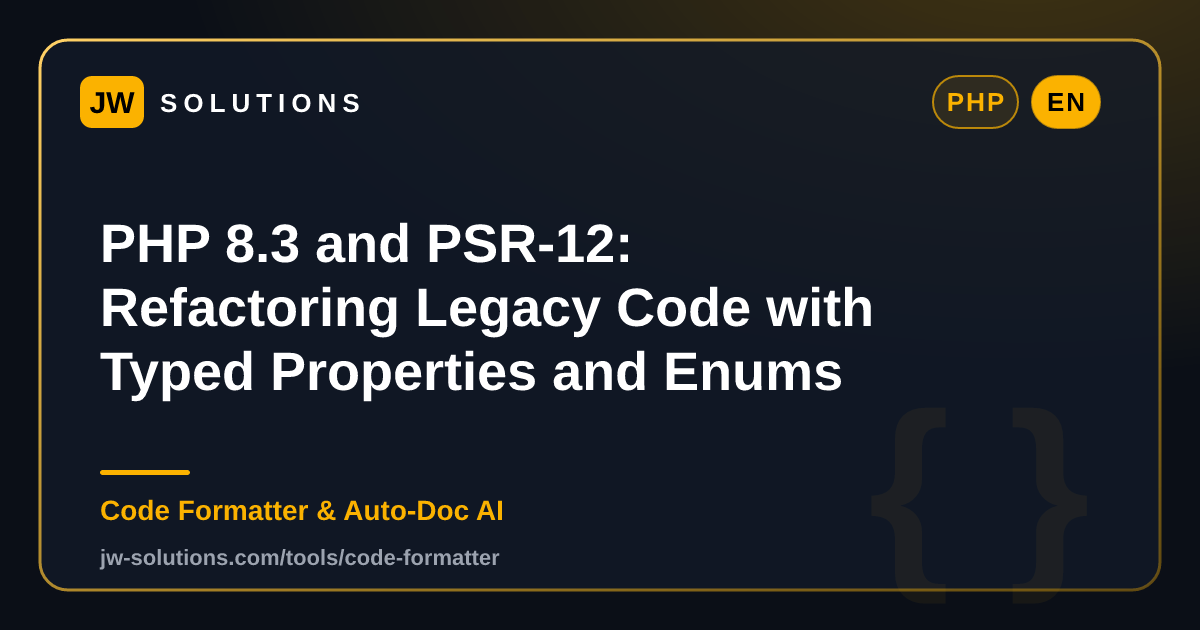 JW SOLUTIONS
PHP EN
PHP 8.3 and PSR-12:
Refactoring Legacy Code with
Typed Properties and Enums
Code Formatter & Auto-Doc AI
jw-solutions.com/tools/code-formatter
{ }